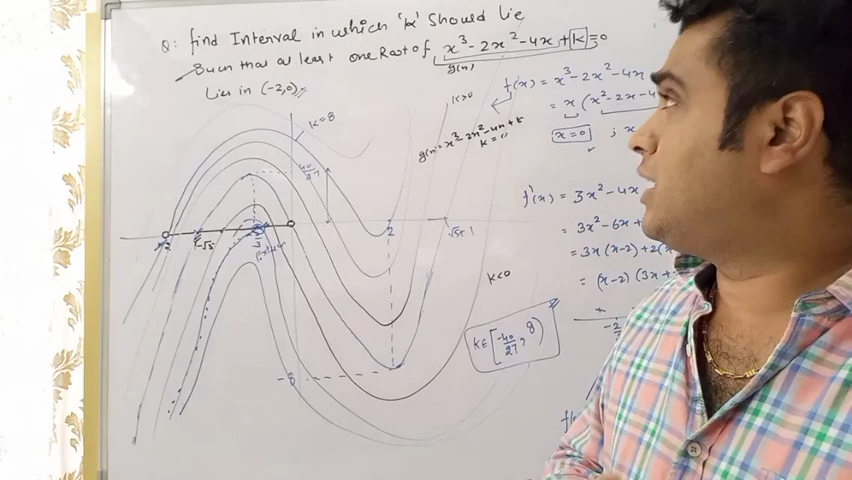 Q: find Interval in which 'k' Should lie
Such that at least one Root of x³-2x²-4x+k=0
g(x)
Lies in (-2,0)
k=8
k>0
g(x)=x³-2x²-4x+k
40/27
-2
2
√5+1
-8
k<0
k∈[-40/27, 8)
f(x) = x³-2x²-4x
= x(x²-2x-4
x=0 ; x
f'(x) = 3x²-4x
= 3x²-6x+
= 3x(x-2)+2(x
= (x-2)(3x+
+